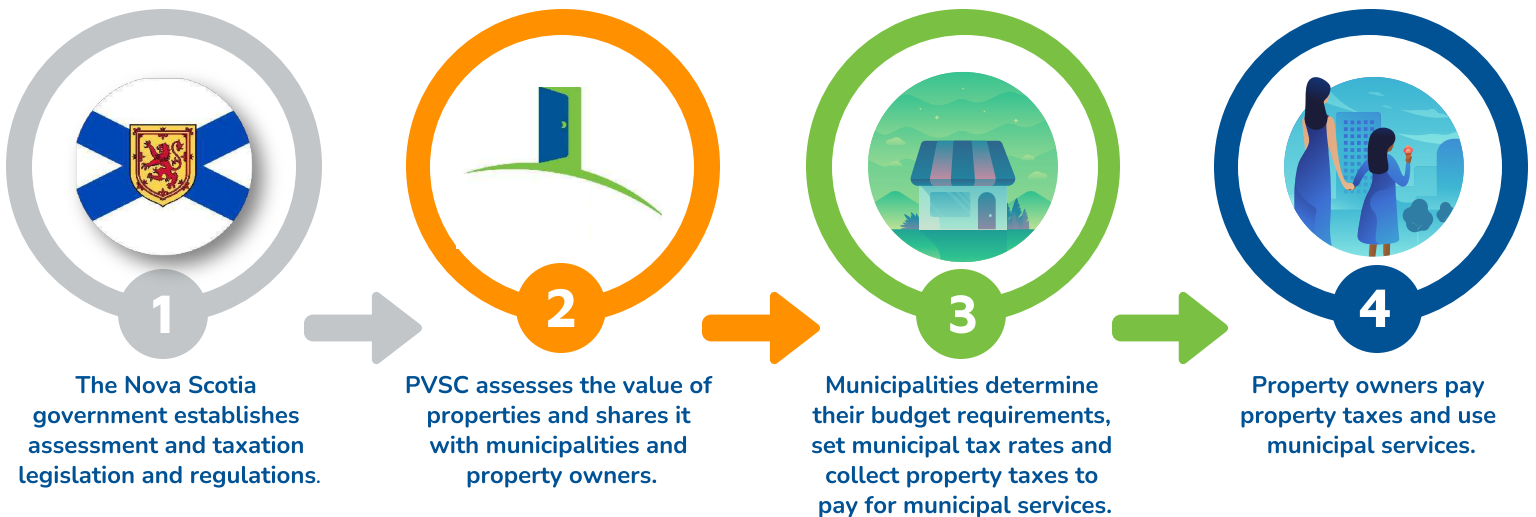 1
The Nova Scotia
government establishes
assessment and taxation
legislation and regulations.
2
PVSC assesses the value of
properties and shares it
with municipalities and
property owners.
3
Municipalities determine
their budget requirements,
set municipal tax rates and
collect property taxes to
pay for municipal services.
4
Property owners pay
property taxes and use
municipal services.